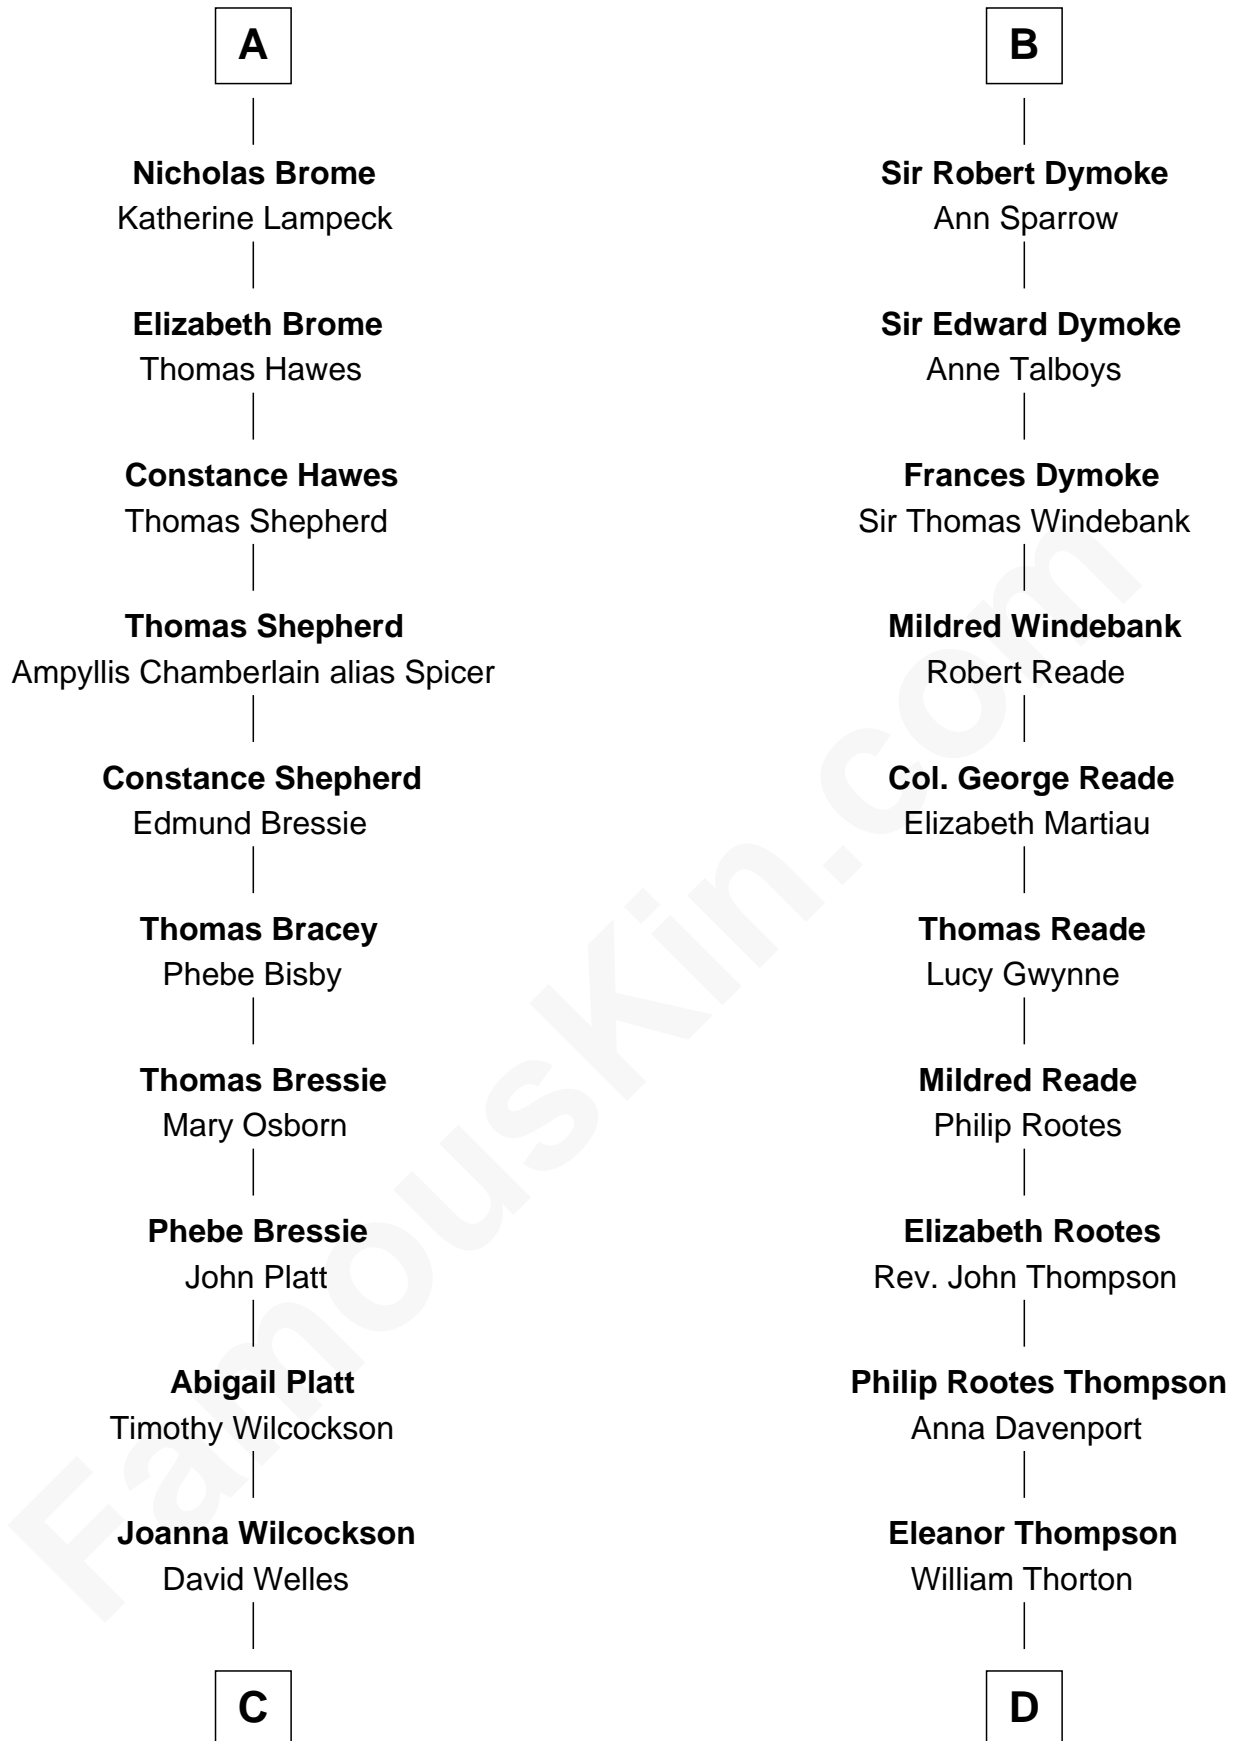 A
Nicholas Brome
Katherine Lampeck
Elizabeth Brome
Thomas Hawes
Constance Hawes
Thomas Shepherd
Thomas Shepherd
Ampyllis Chamberlain alias Spicer
Constance Shepherd
Edmund Bressie
Thomas Bracey
Phebe Bisby
Thomas Bressie
Mary Osborn
Phebe Bressie
John Platt
Abigail Platt
Timothy Wilcockson
Joanna Wilcockson
David Welles
C
B
Sir Robert Dymoke
Ann Sparrow
Sir Edward Dymoke
Anne Talboys
Frances Dymoke
Sir Thomas Windebank
Mildred Windebank
Robert Reade
Col. George Reade
Elizabeth Martiau
Thomas Reade
Lucy Gwynne
Mildred Reade
Philip Rootes
Elizabeth Rootes
Rev. John Thompson
Philip Rootes Thompson
Anna Davenport
Eleanor Thompson
William Thorton
D
FamousKin.com